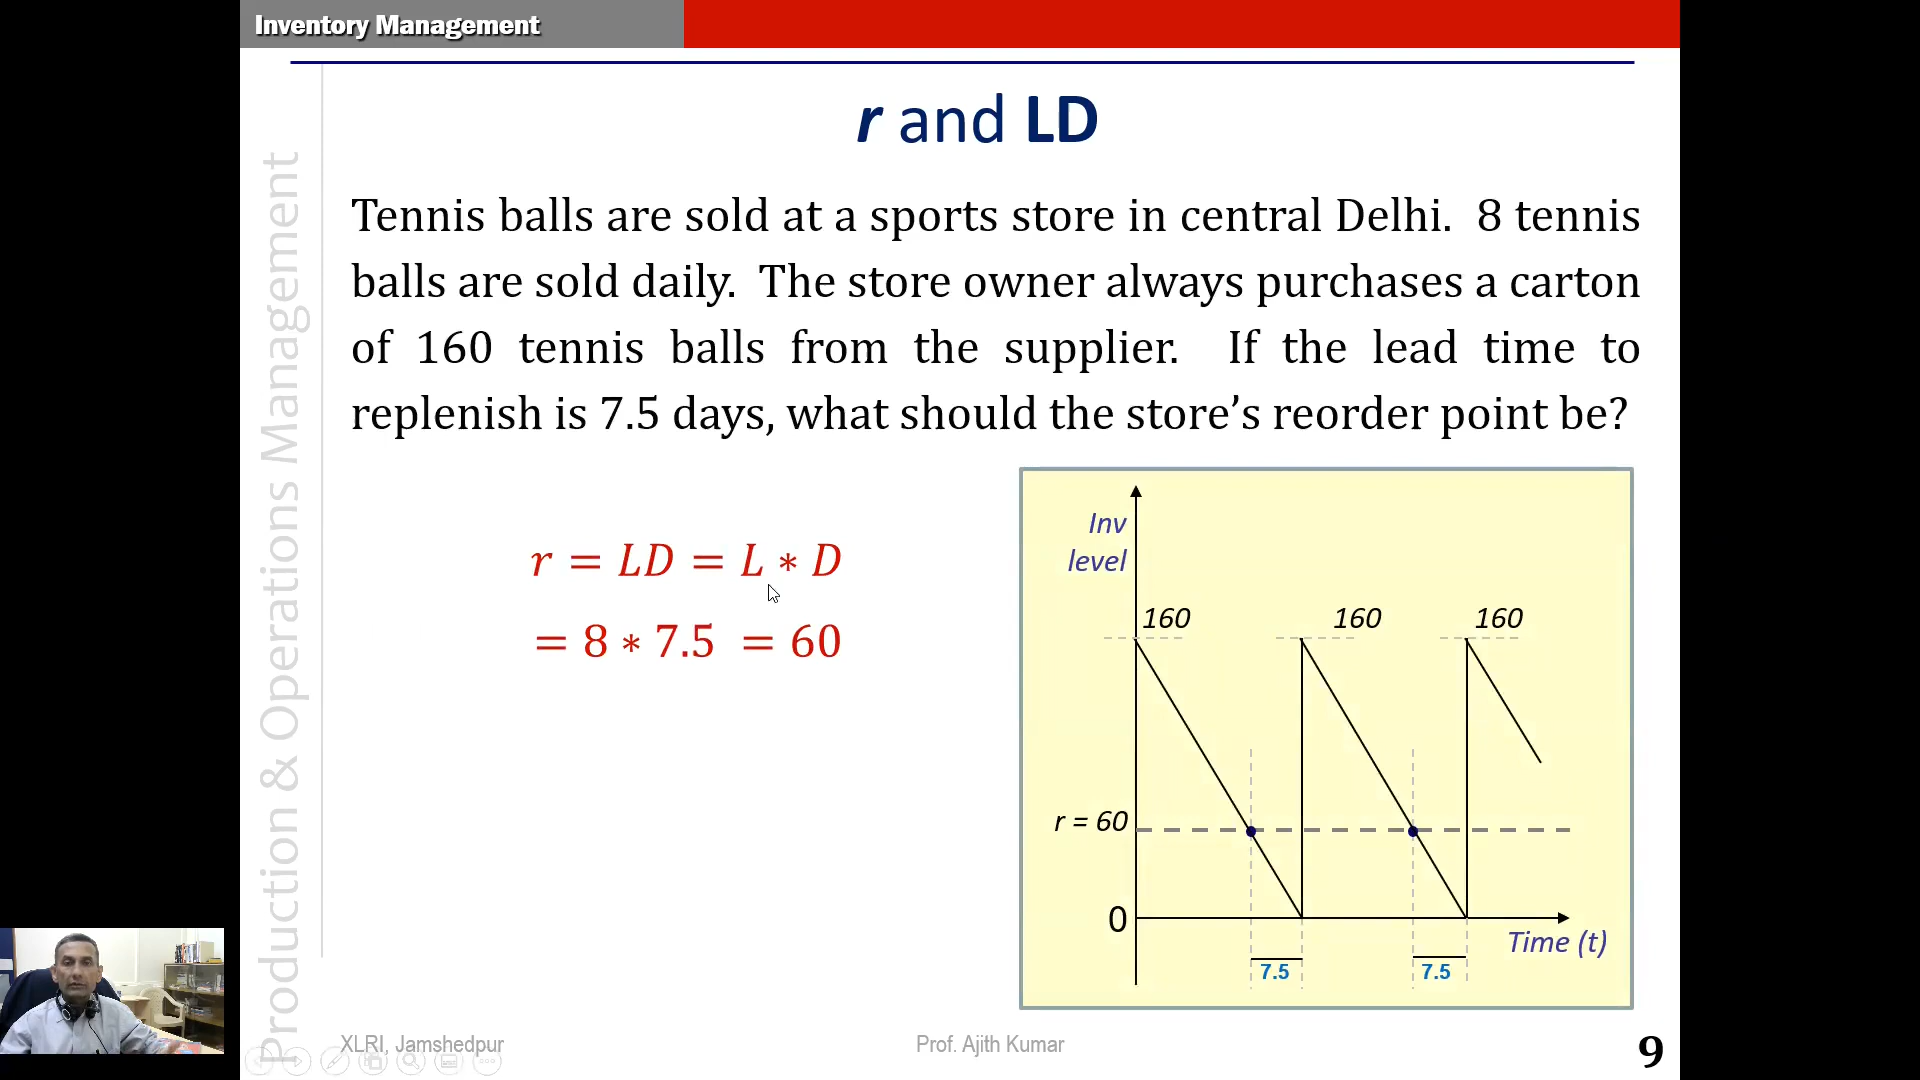 Inventory Management
r and LD
Production & Operations Management
Tennis balls are sold at a sports store in central Delhi. 8 tennis
balls are sold daily. The store owner always purchases a carton
of 160 tennis balls from the supplier. If the lead time to
replenish is 7.5 days, what should the store’s reorder point be?
r = LD = L ∗ D
= 8 ∗ 7.5 = 60
Inv
level
160 160 160
r = 60
0
Time (t)
7.5 7.5
XLRI, Jamshedpur Prof. Ajith Kumar 9